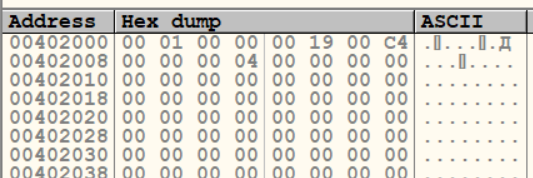 Address Hex dump ASCII
00402000 00 01 00 00 00 19 00 C4 .▯...▯.Д
00402008 00 00 00 04 00 00 00 00 ...▯....
00402010 00 00 00 00 00 00 00 00 ........
00402018 00 00 00 00 00 00 00 00 ........
00402020 00 00 00 00 00 00 00 00 ........
00402028 00 00 00 00 00 00 00 00 ........
00402030 00 00 00 00 00 00 00 00 ........
00402038 00 00 00 00 00 00 00 00 ........